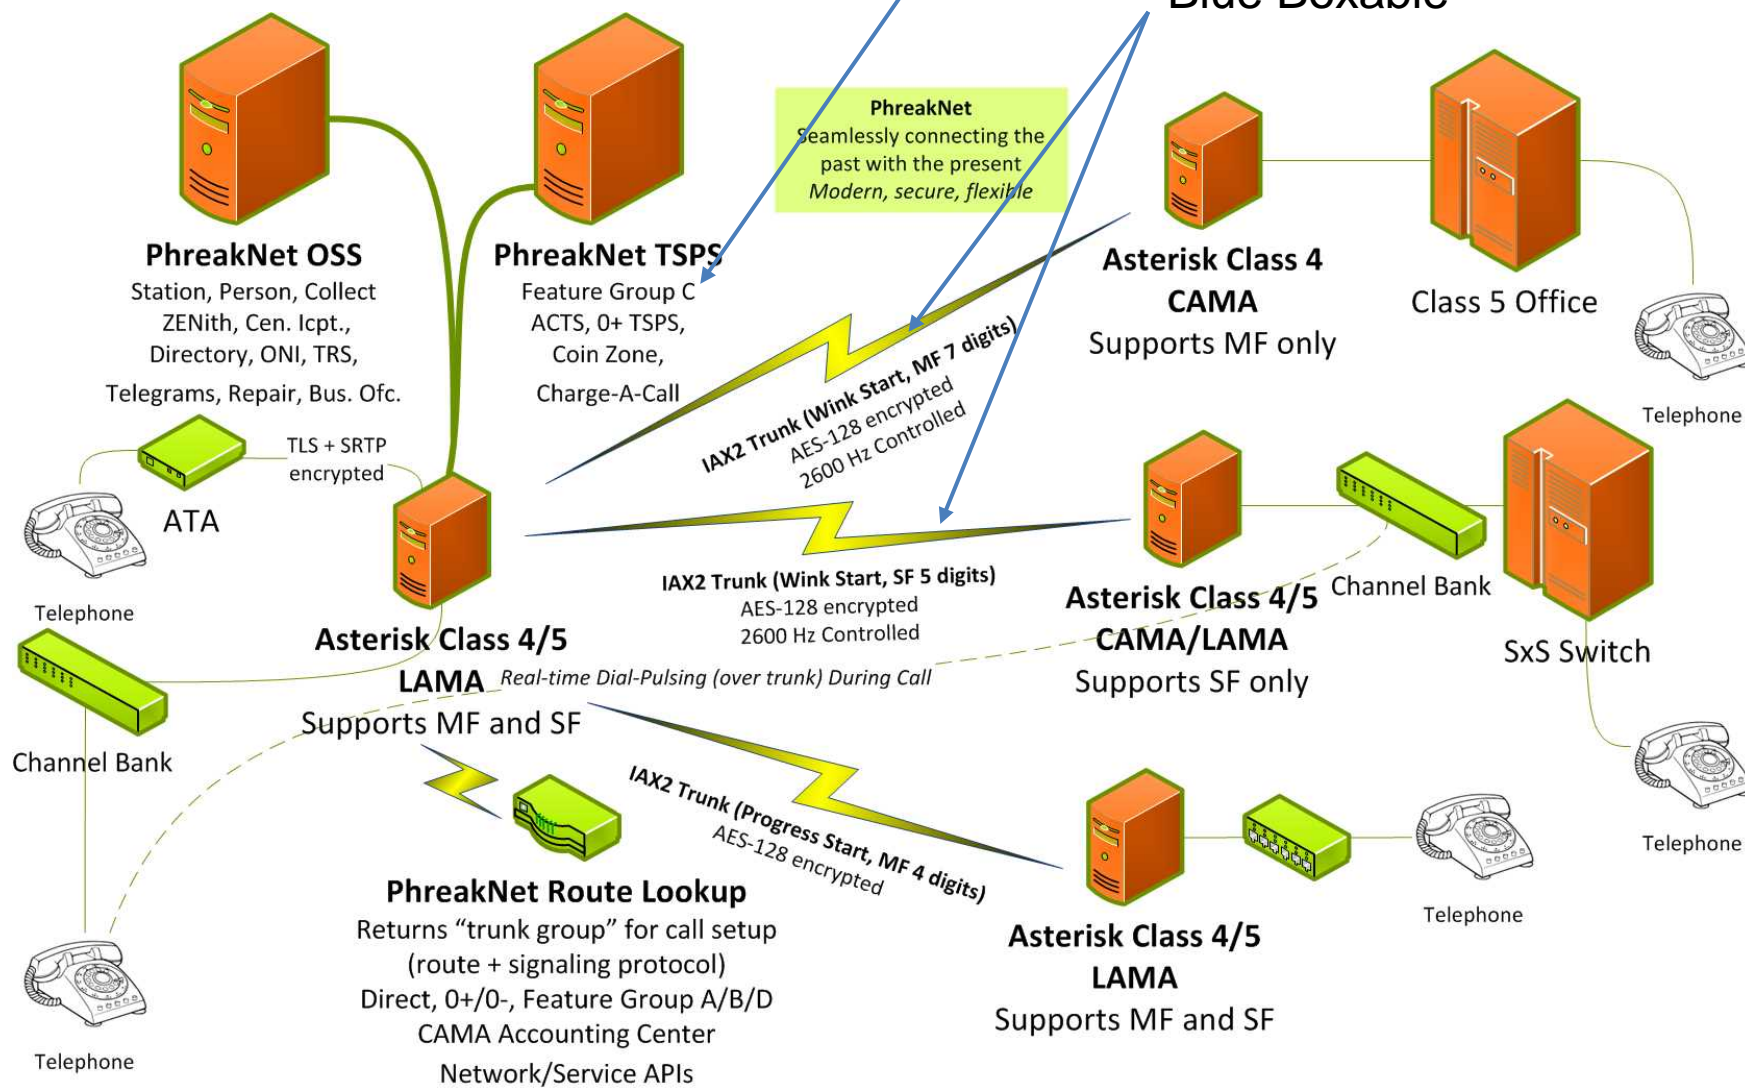 Blue Boxable
PhreakNet
Seamlessly connecting the
past with the present
Modern, secure, flexible
PhreakNet OSS
Station, Person, Collect
ZENith, Cen. Icpt.,
Directory, ONI, TRS,
Telegrams, Repair, Bus. Ofc.
PhreakNet TSPS
Feature Group C
ACTS, 0+ TSPS,
Coin Zone,
Charge-A-Call
Asterisk Class 4
CAMA
Supports MF only
Class 5 Office
Telephone
IAX2 Trunk (Wink Start, MF 7 digits)
AES-128 encrypted
2600 Hz Controlled
TLS + SRTP
encrypted
ATA
Telephone
IAX2 Trunk (Wink Start, SF 5 digits)
AES-128 encrypted
2600 Hz Controlled
Asterisk Class 4/5
CAMA/LAMA
Supports SF only
Channel Bank
SxS Switch
Asterisk Class 4/5
LAMA
Supports MF and SF
Real-time Dial-Pulsing (over trunk) During Call
Channel Bank
IAX2 Trunk (Progress Start, MF 4 digits)
AES-128 encrypted
Telephone
Telephone
PhreakNet Route Lookup
Returns “trunk group” for call setup
(route + signaling protocol)
Direct, 0+/0-, Feature Group A/B/D
CAMA Accounting Center
Network/Service APIs
Asterisk Class 4/5
LAMA
Supports MF and SF
Telephone